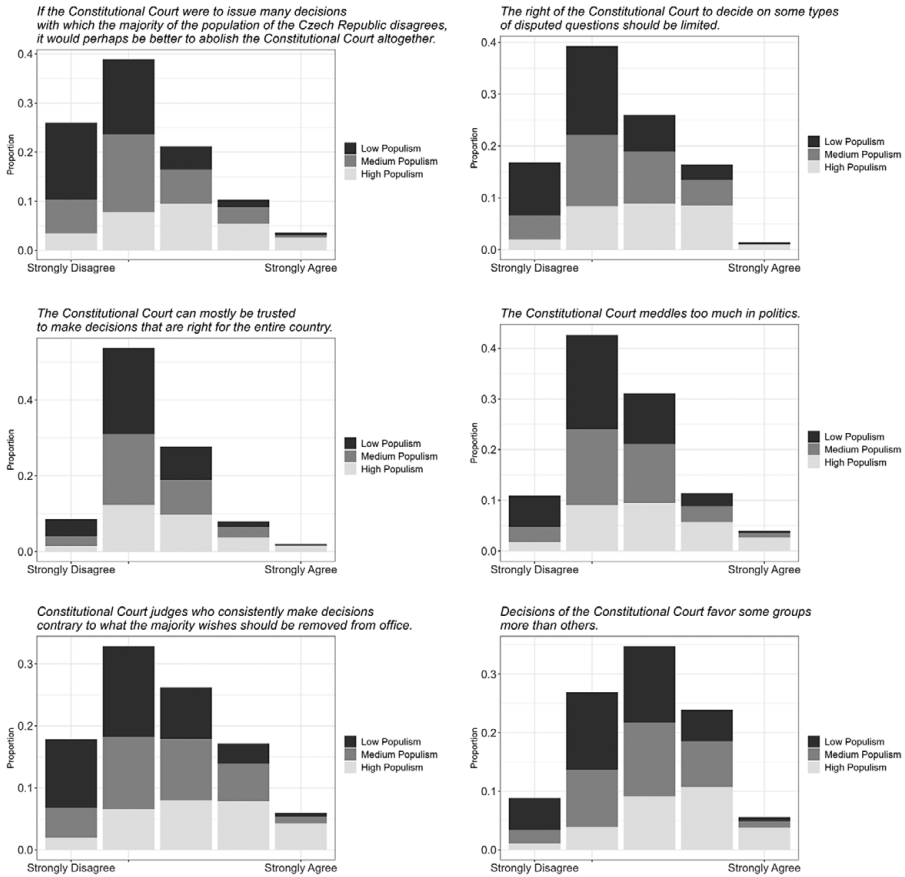 If the Constitutional Court were to issue many decisions
with which the majority of the population of the Czech Republic disagrees,
it would perhaps be better to abolish the Constitutional Court altogether.
Proportion
0.4
0.3
0.2
0.1
0.0
Strongly Disagree
Strongly Agree
Low Populism
Medium Populism
High Populism
The right of the Constitutional Court to decide on some types
of disputed questions should be limited.
Proportion
0.4
0.3
0.2
0.1
0.0
Strongly Disagree
Strongly Agree
Low Populism
Medium Populism
High Populism
The Constitutional Court can mostly be trusted
to make decisions that are right for the entire country.
Proportion
0.4
0.2
0.0
Strongly Disagree
Strongly Agree
Low Populism
Medium Populism
High Populism
The Constitutional Court meddles too much in politics.
Proportion
0.4
0.3
0.2
0.1
0.0
Strongly Disagree
Strongly Agree
Low Populism
Medium Populism
High Populism
Constitutional Court judges who consistently make decisions
contrary to what the majority wishes should be removed from office.
Proportion
0.3
0.2
0.1
0.0
Strongly Disagree
Strongly Agree
Low Populism
Medium Populism
High Populism
Decisions of the Constitutional Court favor some groups
more than others.
Proportion
0.3
0.2
0.1
0.0
Strongly Disagree
Strongly Agree
Low Populism
Medium Populism
High Populism